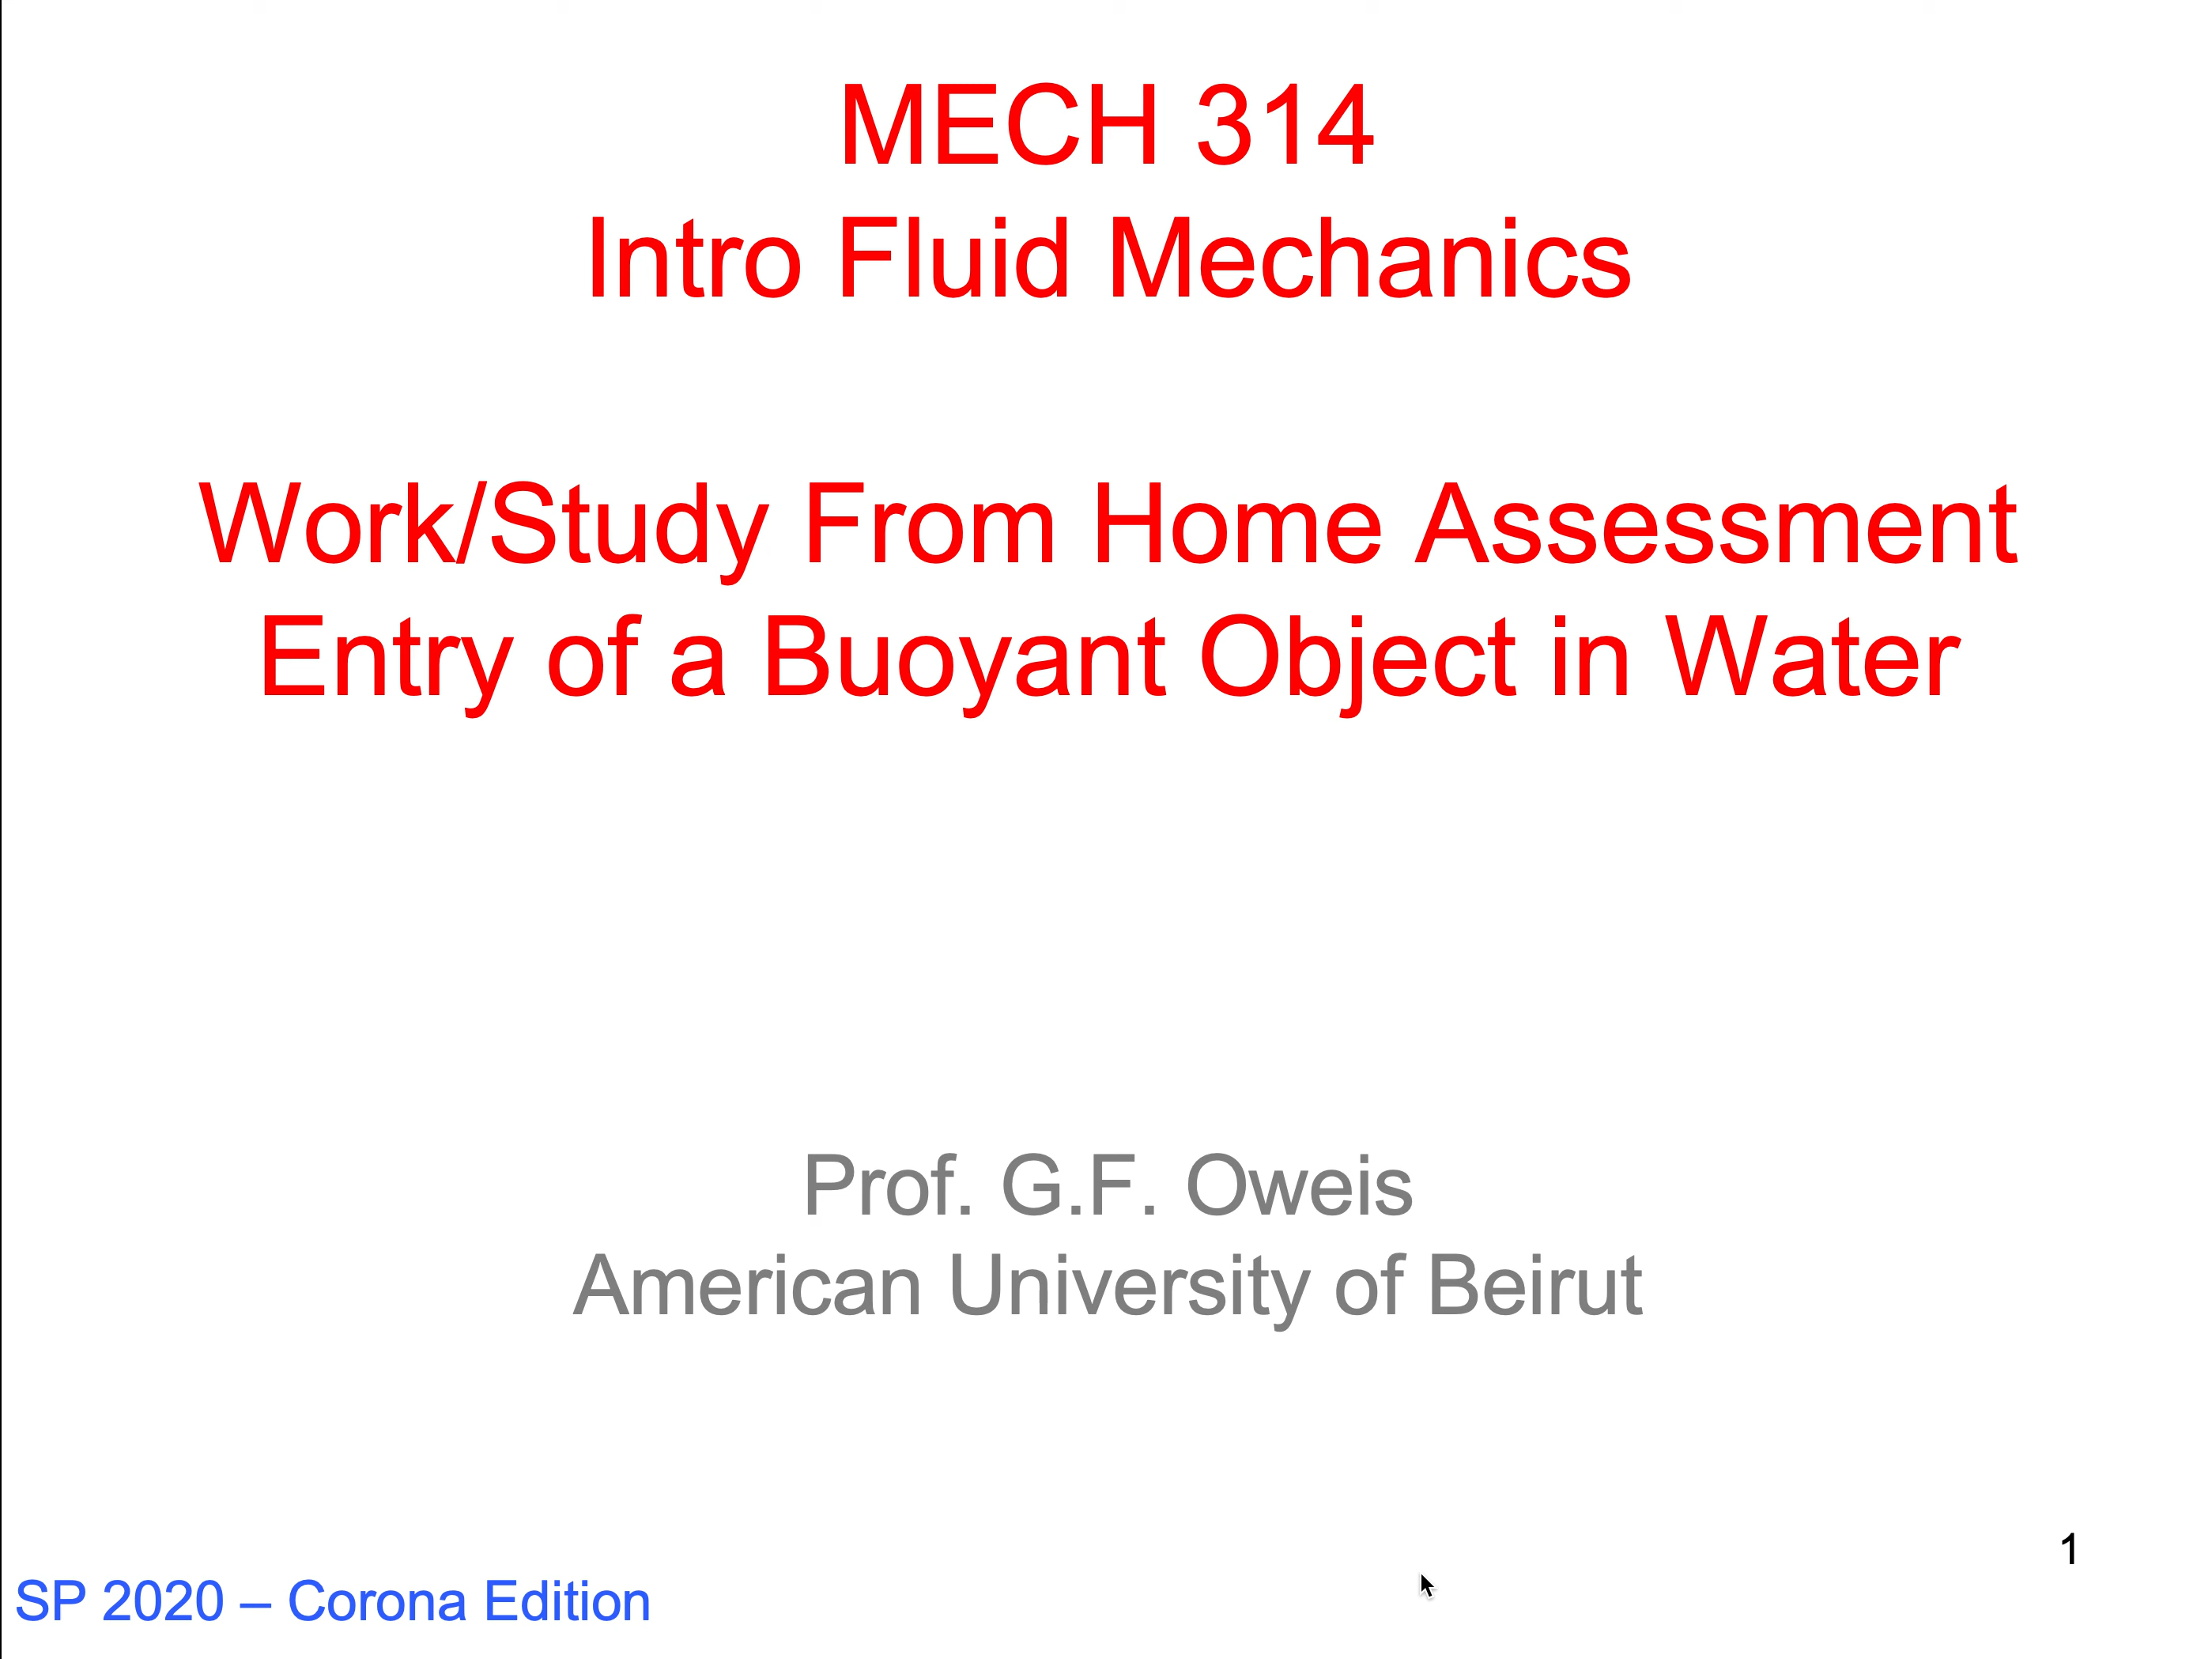 MECH 314
Intro Fluid Mechanics
Work/Study From Home Assessment
Entry of a Buoyant Object in Water
Prof. G.F. Oweis
American University of Beirut
1
SP 2020 – Corona Edition